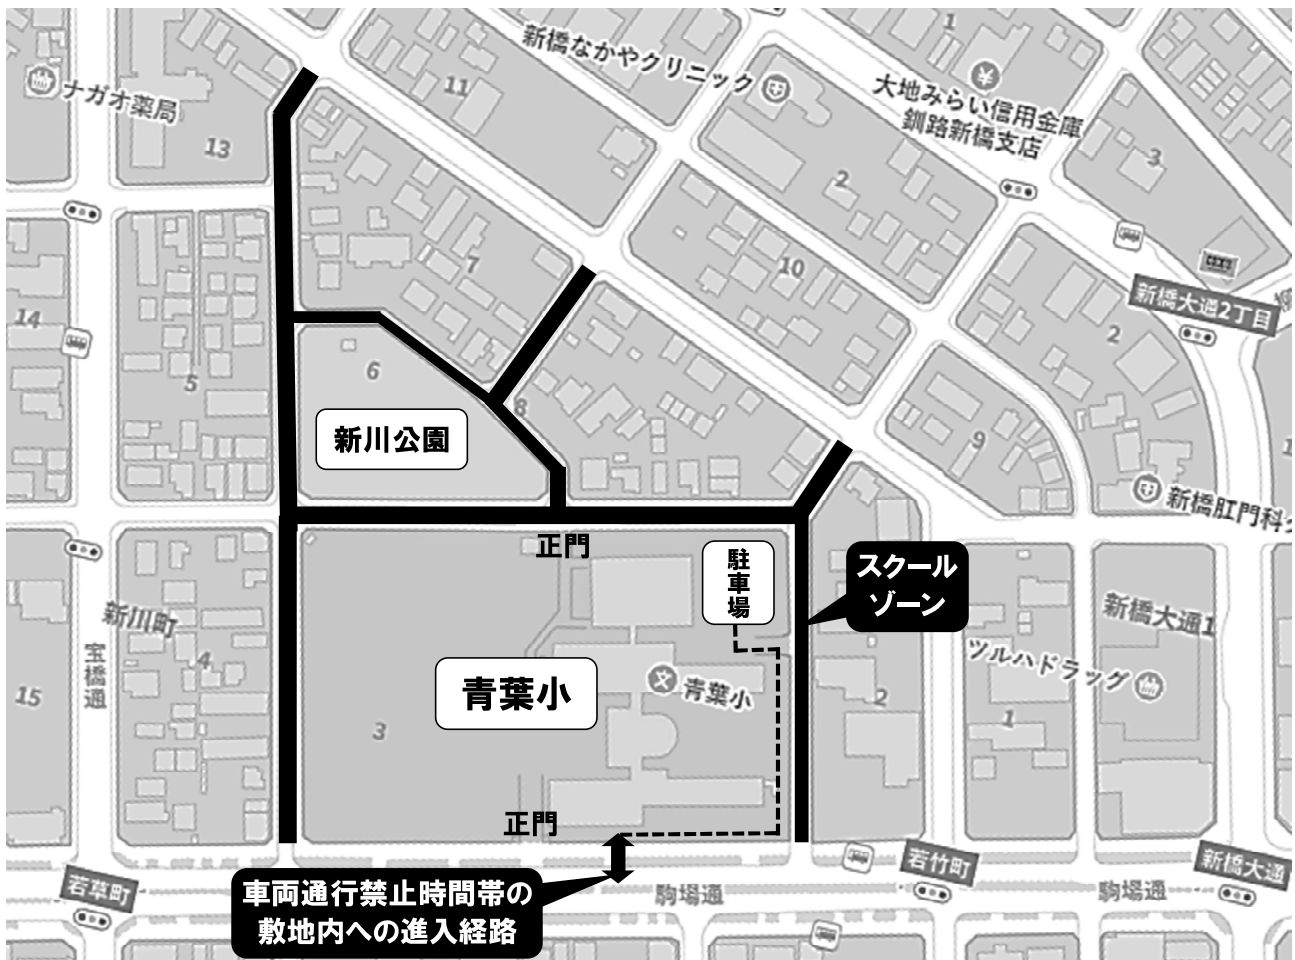 新橋なかやクリニック
1
大地みらい信用金庫
釧路新橋支店
ナガオ薬局
11
13
3
2
7
10
14
新橋大通2丁目
2
6
5
8
新川公園
9
新橋肛門科ク
正門
駐車場
スクール
ゾーン
新川町
新橋大通1
宝橋通
4
ツルハドラッグ
15
青葉小
青葉小
2
3
1
正門
若草町
車両通行禁止時間帯の
敷地内への進入経路
駒場通
若竹町
駒場通
新橋大通